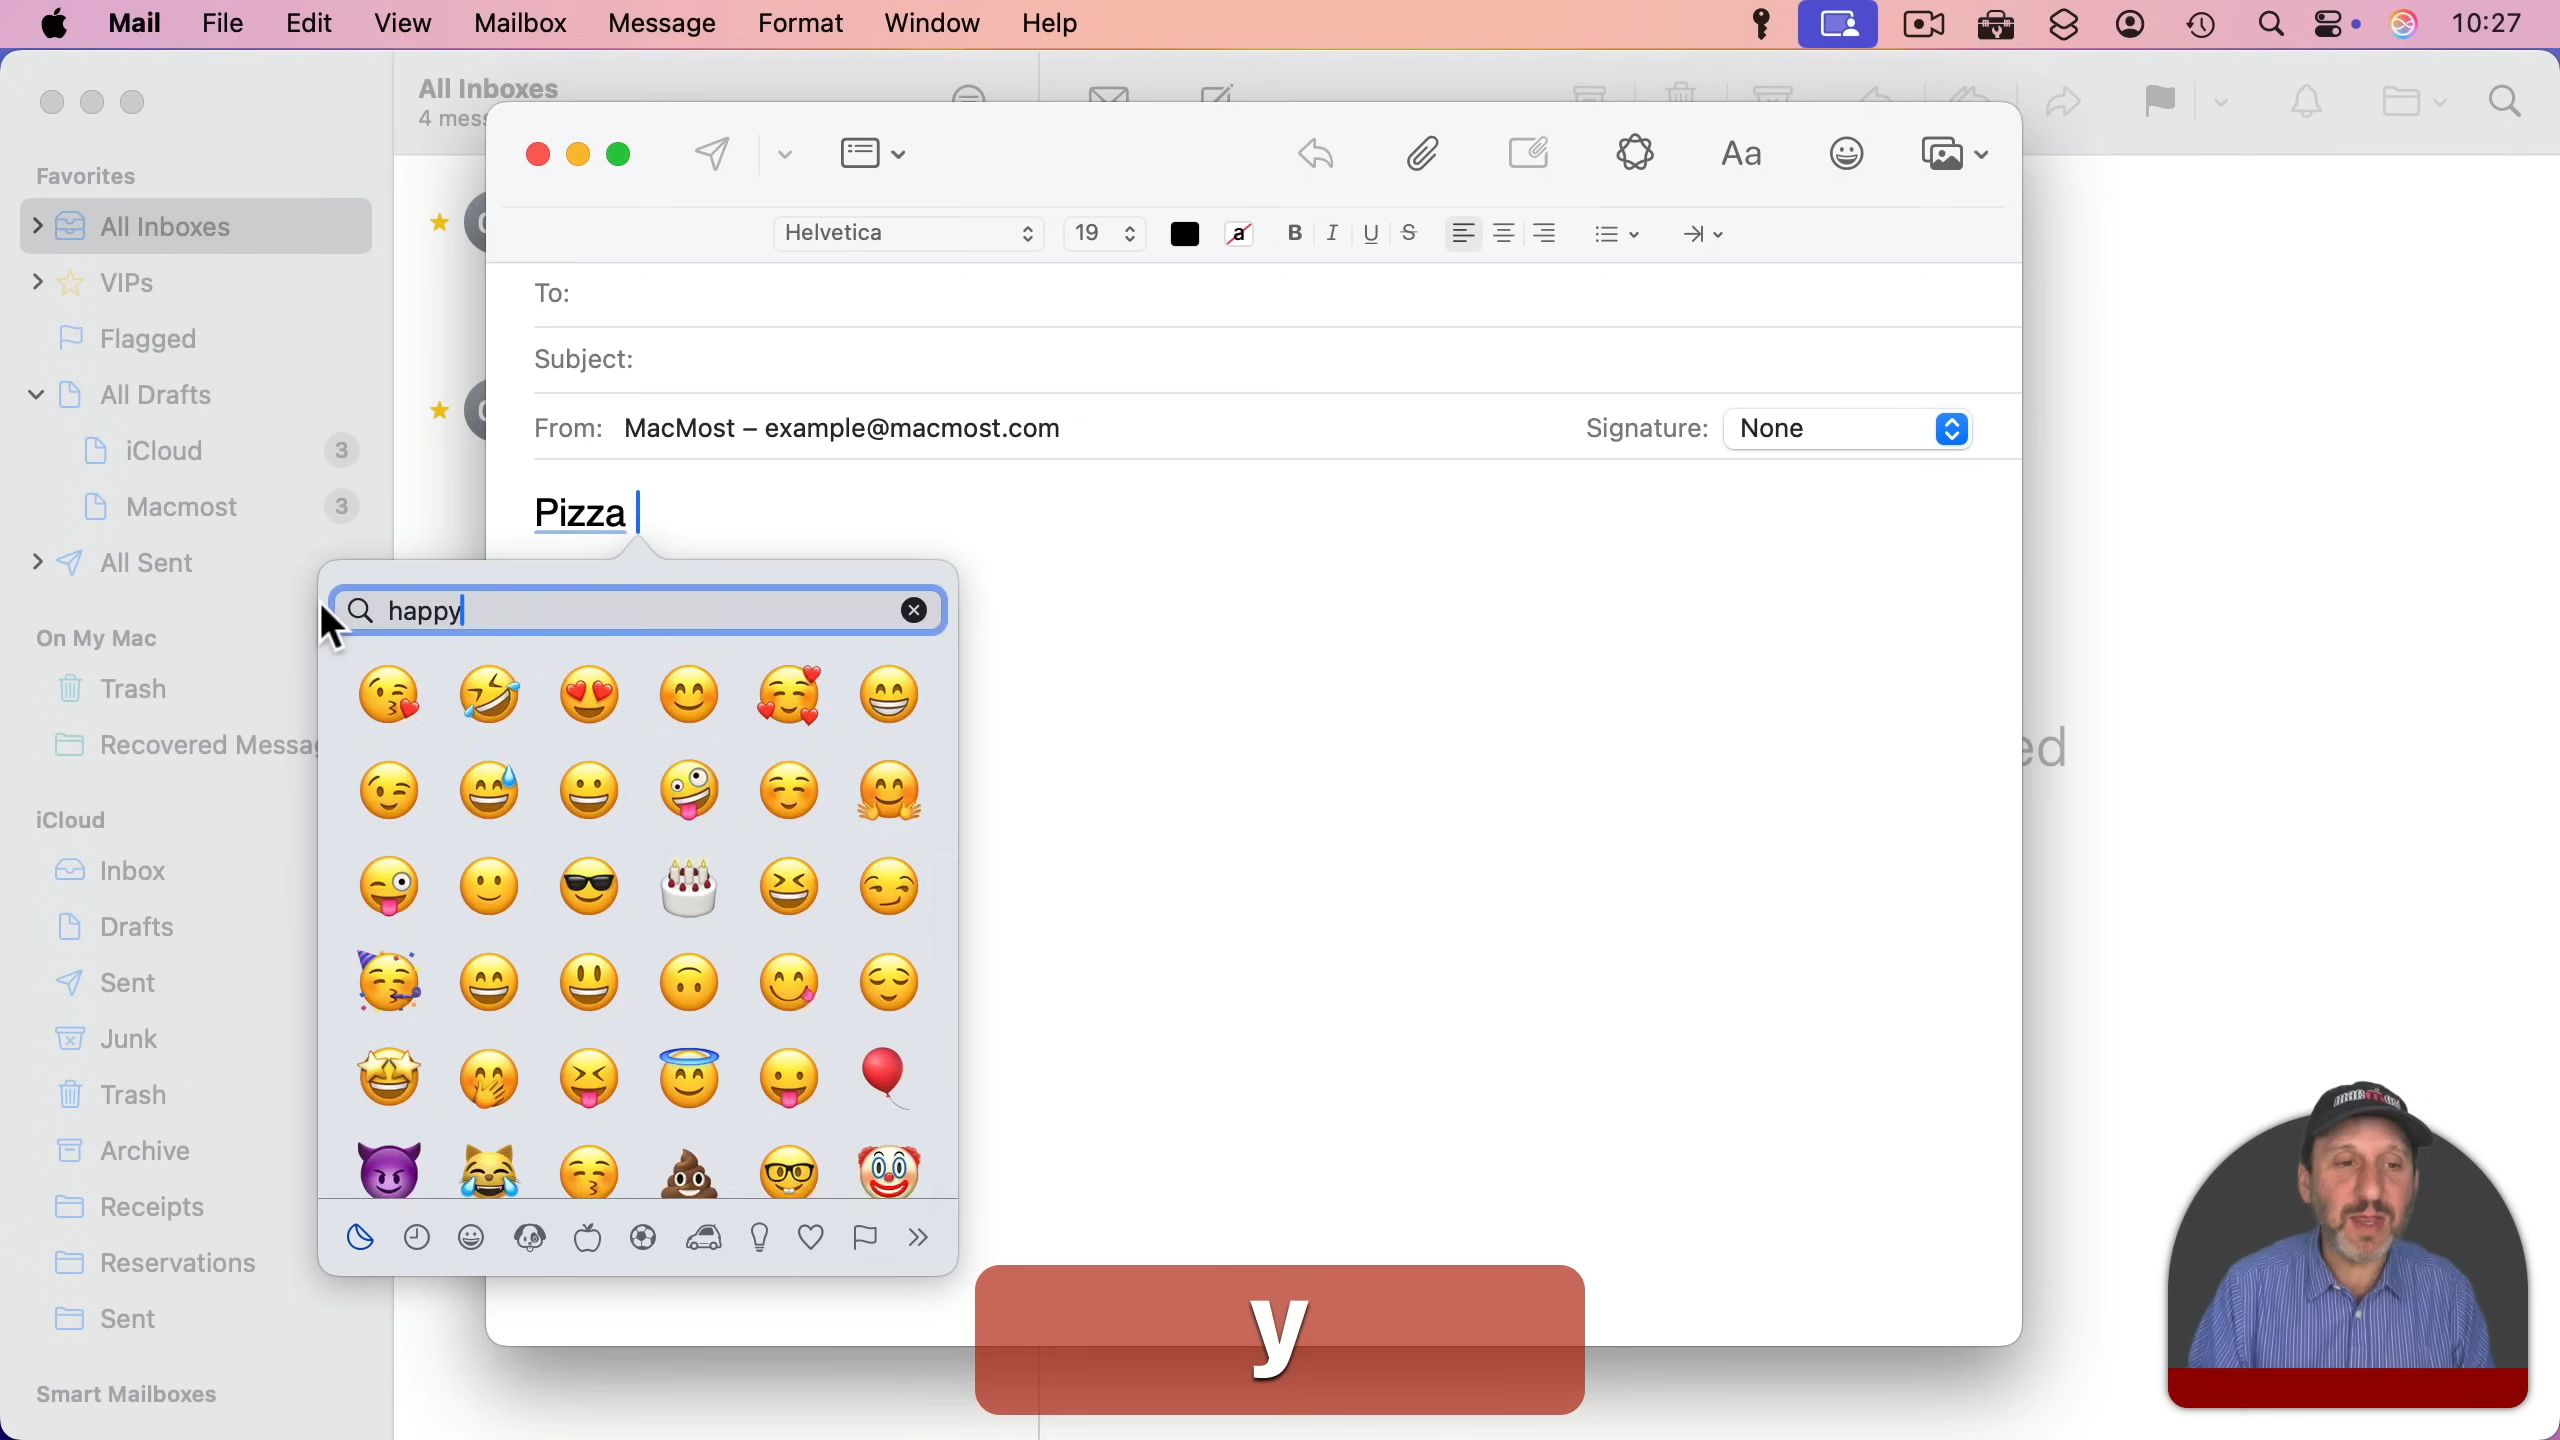 Mail File Edit View Mailbox Message Format Window Help 10:27
All Inboxes
4 mess
Favorites
All Inboxes
VIPs
Flagged
All Drafts
iCloud 3
Macmost 3
All Sent
On My Mac
Trash
Recovered Messag
iCloud
Inbox
Drafts
Sent
Junk
Trash
Archive
Receipts
Reservations
Sent
Smart Mailboxes
Aa
Helvetica 19 a B I U S
To:
Subject:
From: MacMost – example@macmost.com Signature: None
Pizza
happy
ed
y